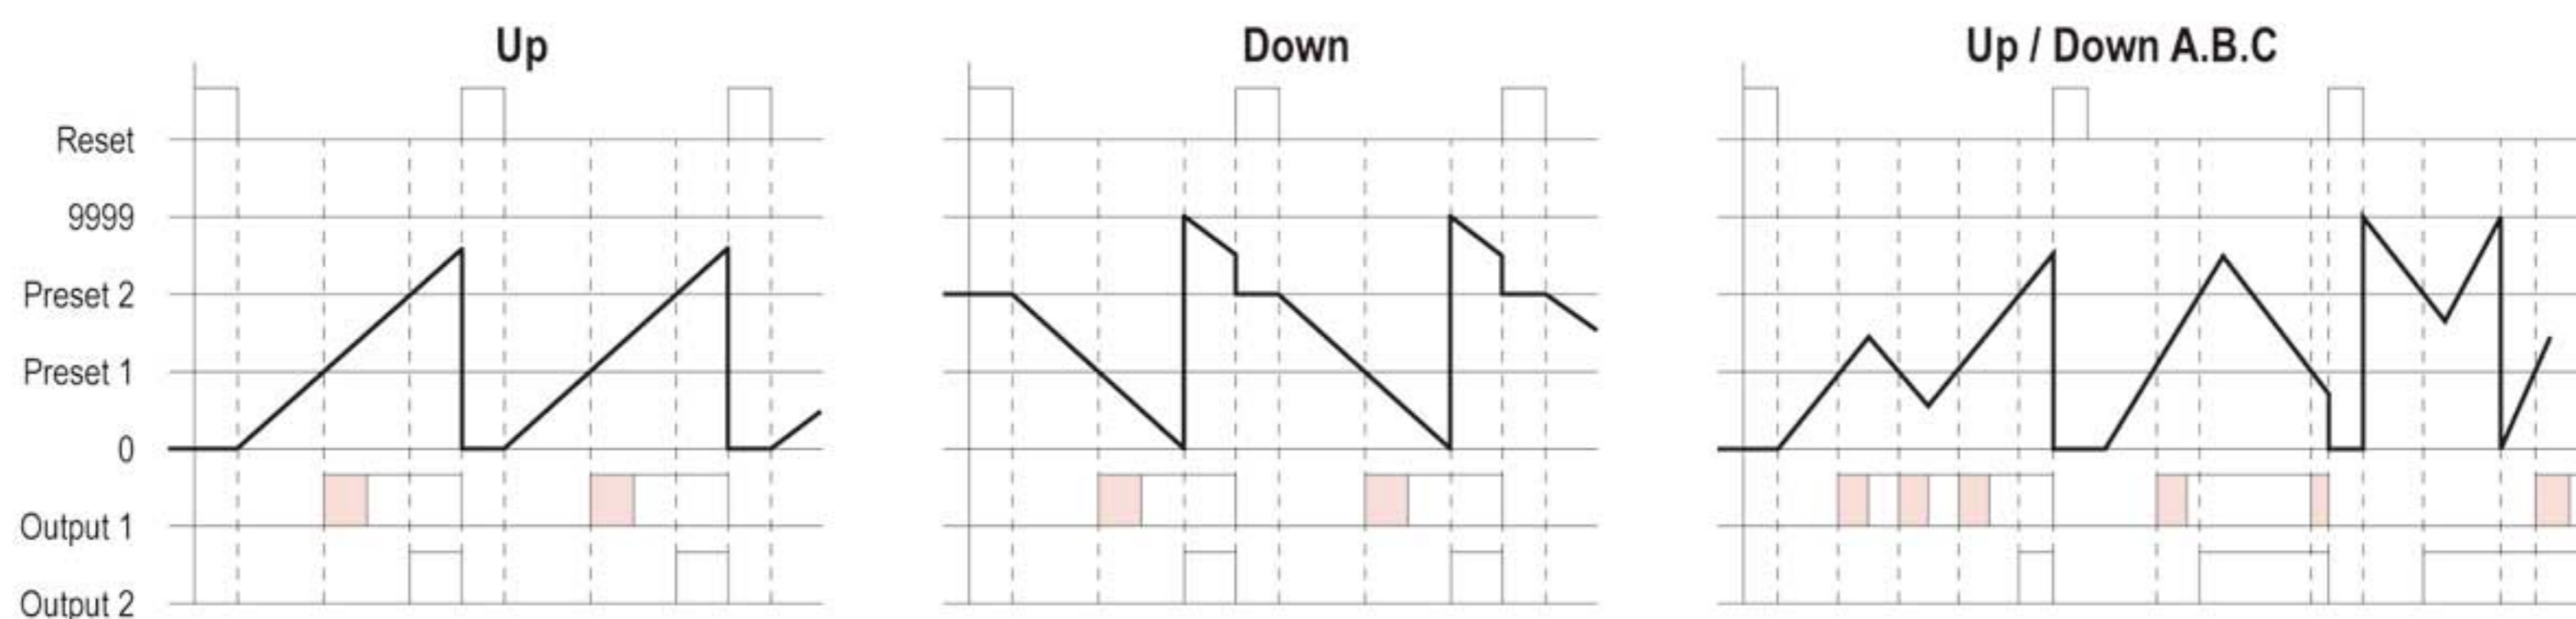 Up
Down
Up / Down A.B.C
Reset
9999
Preset 2
Preset 1
0
Output 1
Output 2